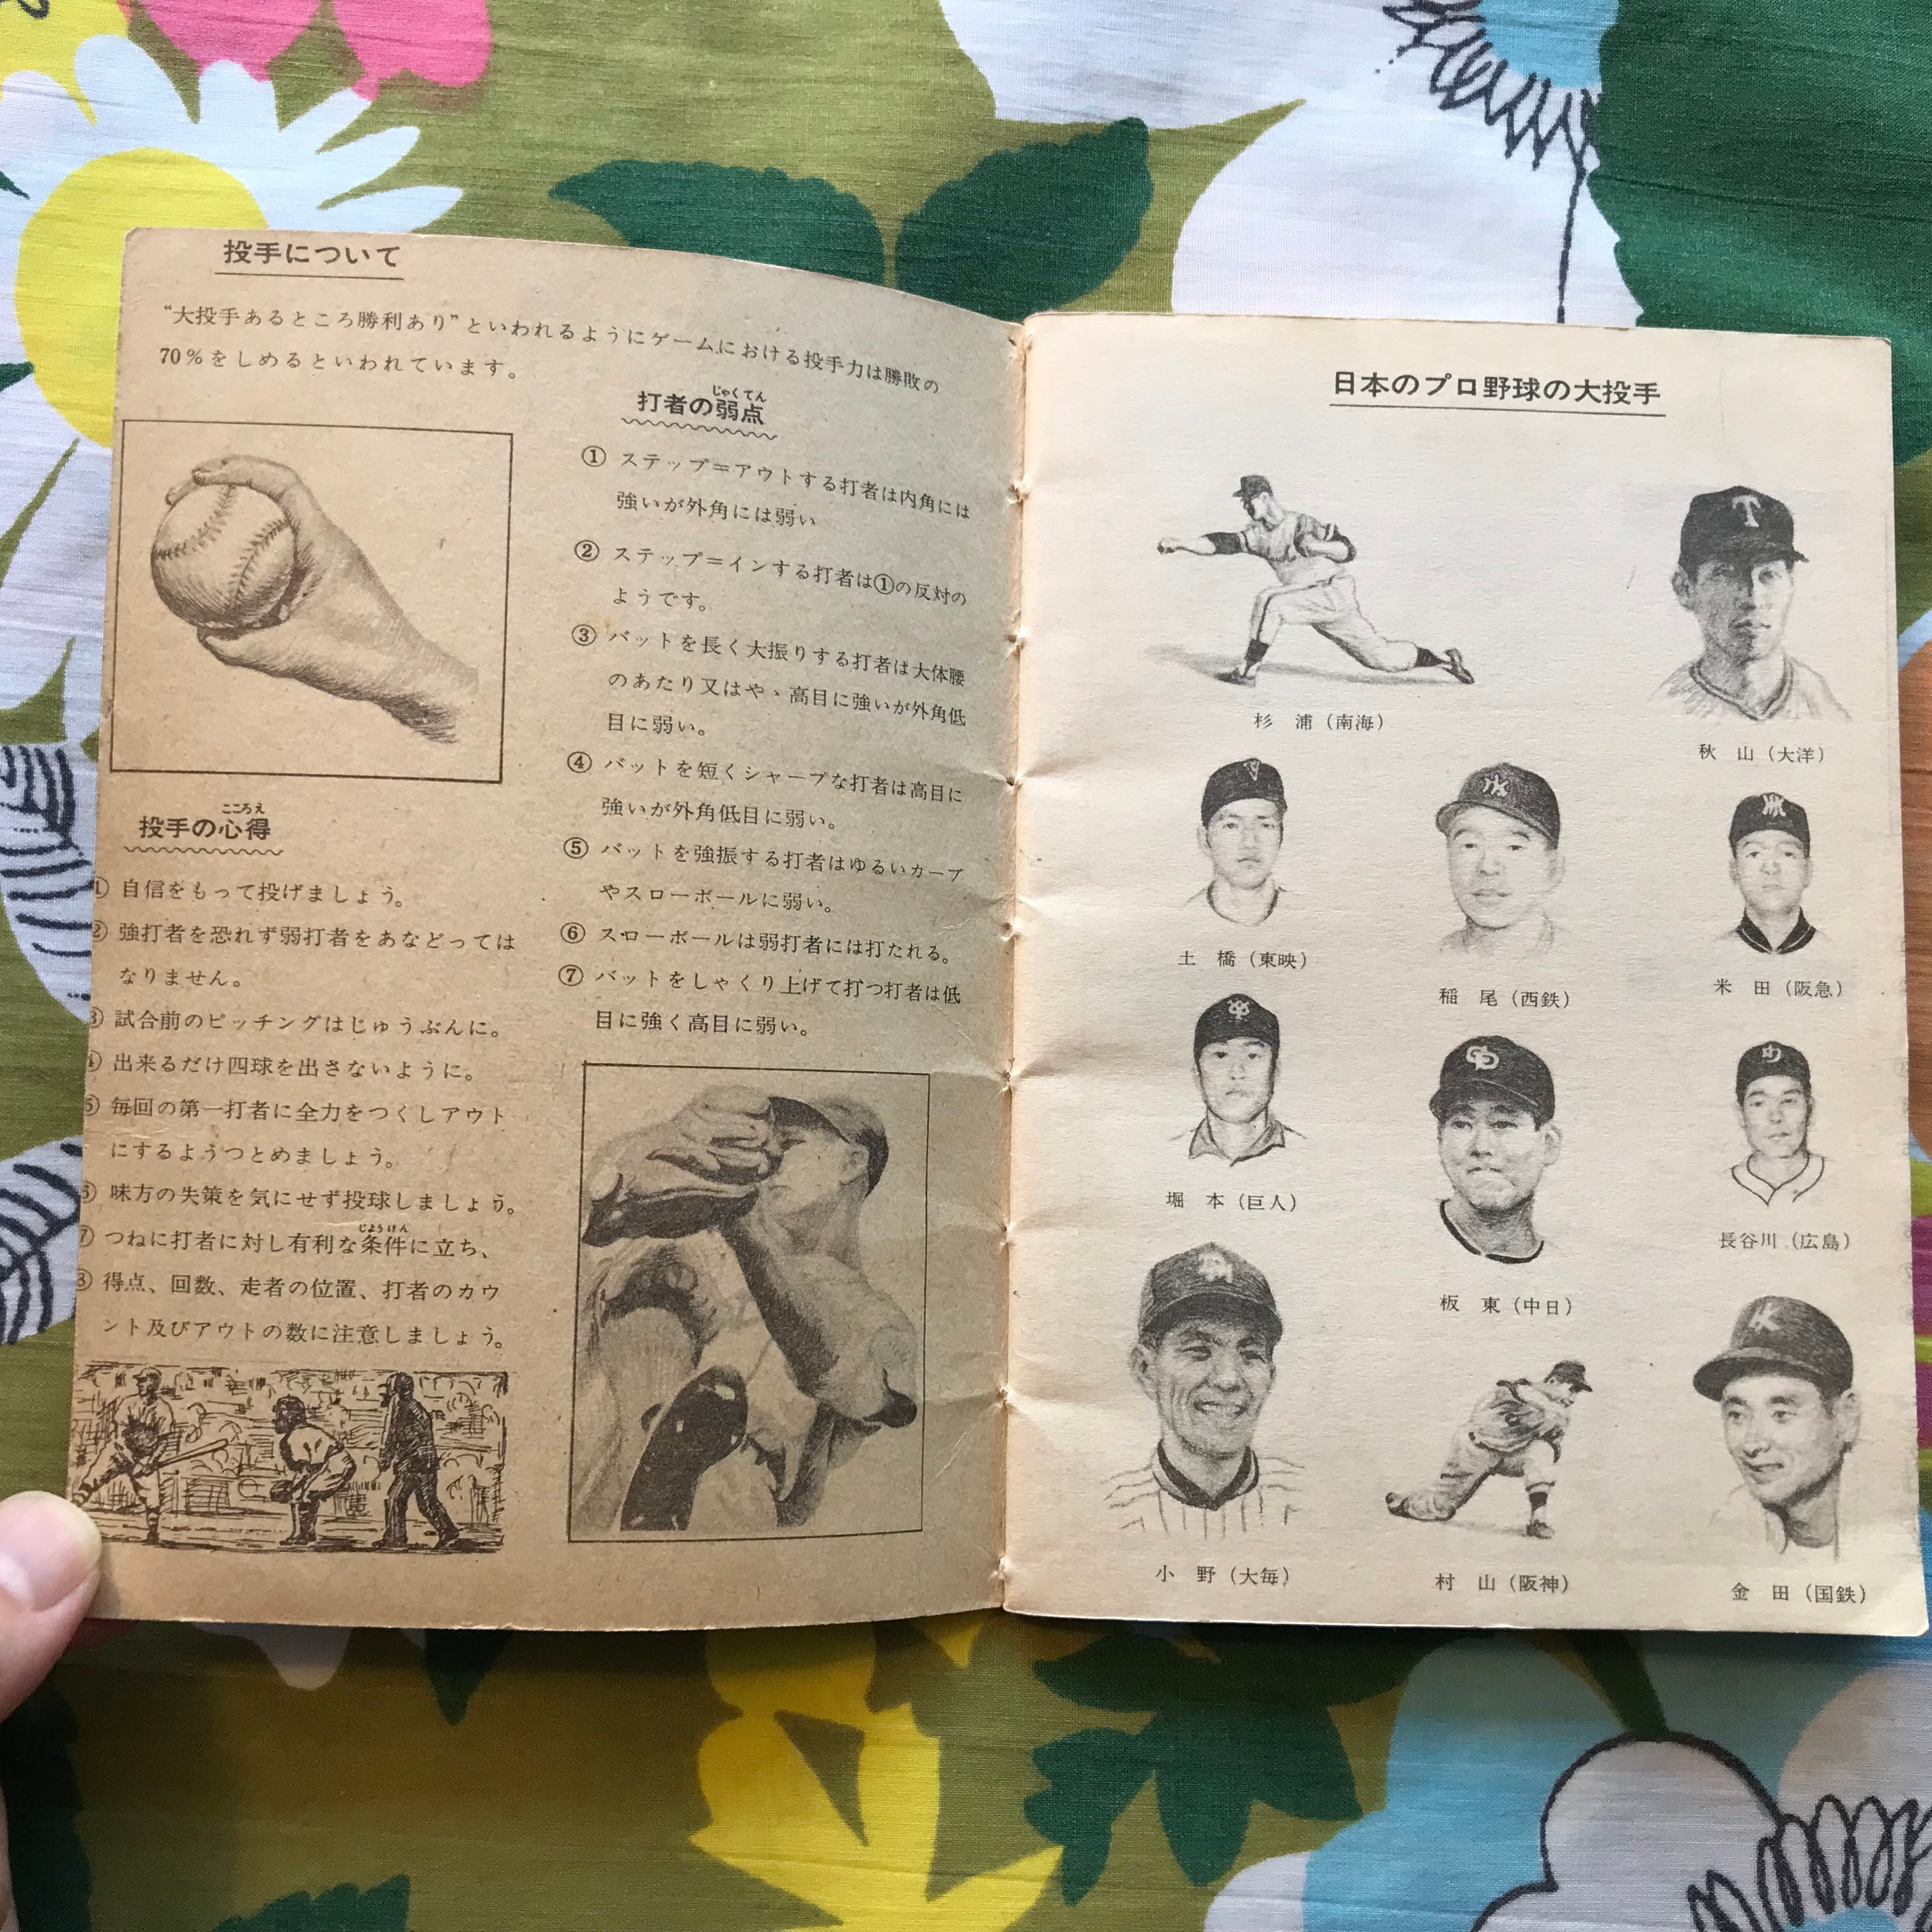 投手について
“大投手あるところ勝利あり”といわれるようにゲームにおける投手力は勝敗の
70%をしめるといわれています。
こころえ
投手の心得
① 自信をもって投げましょう。
② 強打者を恐れず弱打者をあなどっては
なりません。
③ 試合前のピッチングはじゅうぶんに。
④ 出来るだけ四球を出さないように。
⑤ 毎回の第一打者に全力をつくしアウト
にするようつとめましょう。
⑥ 味方の失策を気にせず投球しましょう。
じょうけん
⑦ つねに打者に対し有利な条件に立ち、
⑧ 得点、回数、走者の位置、打者のカウ
ント及びアウトの数に注意しましょう。
じゃくてん
打者の弱点
① ステップ＝アウトする打者は内角には
強いが外角には弱い
② ステップ＝インする打者は①の反対の
ようです。
③ バットを長く大振りする打者は大体腰
のあたり又はやゝ高目に強いが外角低
目に弱い。
④ バットを短くシャープな打者は高目に
強いが外角低目に弱い。
⑤ バットを強振する打者はゆるいカーブ
やスローボールに弱い。
⑥ スローボールは弱打者には打たれる。
⑦ バットをしゃくり上げて打つ打者は低
目に強く高目に弱い。
日本のプロ野球の大投手
T
杉　浦（南海）
秋　山（大洋）
土　橋（東映）
稲　尾（西鉄）
米　田（阪急）
堀　本（巨人）
板　東（中日）
長谷川（広島）
小　野（大毎）
村　山（阪神）
金　田（国鉄）